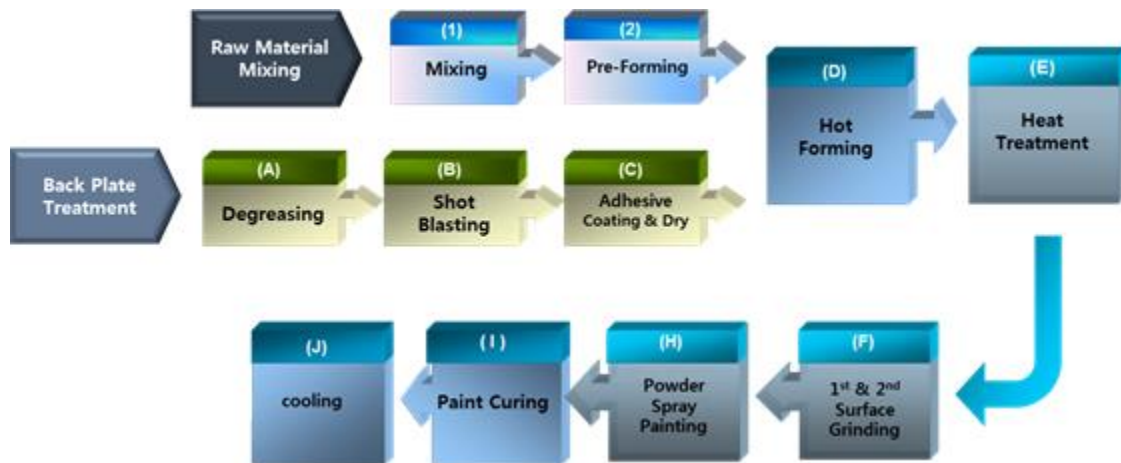 Raw Material
Mixing
(1)
Mixing
(2)
Pre-Forming
(D)
Hot
Forming
(E)
Heat
Treatment
Back Plate
Treatment
(A)
Degreasing
(B)
Shot
Blasting
(C)
Adhesive
Coating & Dry
(J)
cooling
(I)
Paint Curing
(H)
Powder
Spray
Painting
(F)
1st & 2nd
Surface
Grinding